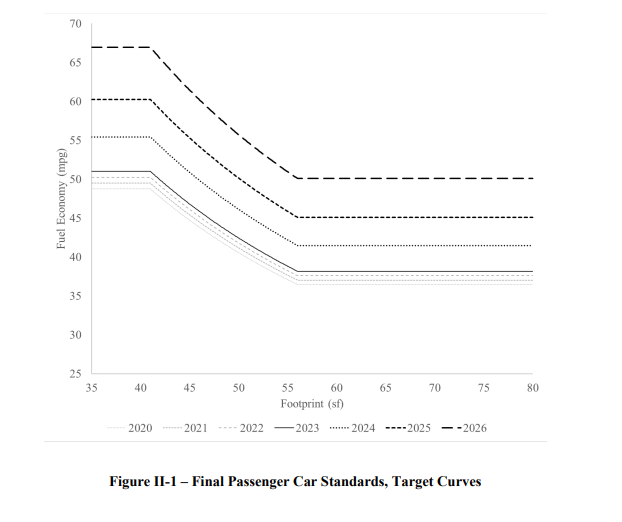 70
65
60
55
50
45
40
35
30
25
Fuel Economy (mpg)
35 40 45 50 55 60 65 70 75 80
Footprint (sf)
2020 2021 2022 2023 2024 2025 2026
Figure II-1 – Final Passenger Car Standards, Target Curves